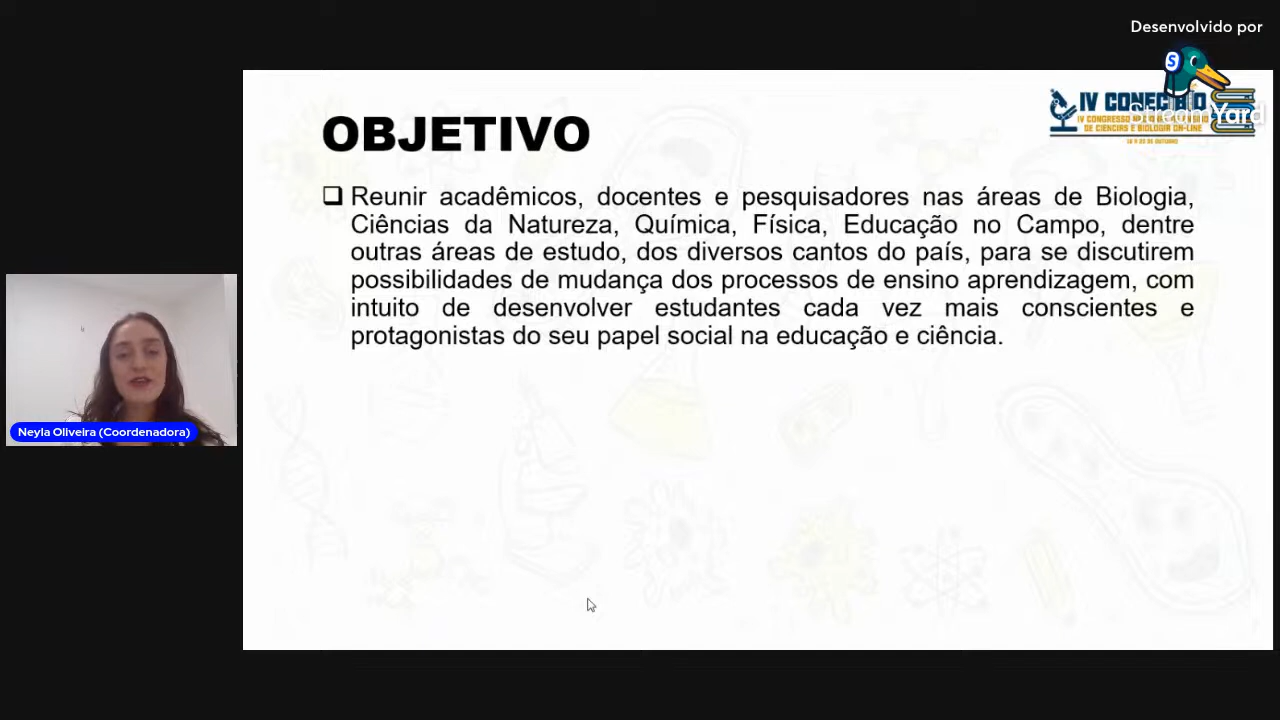 Desenvolvido por
StreamYard
IV CONECIBIO
DE CIÊNCIAS E BIOLOGIA ON-LINE
OBJETIVO
Reunir acadêmicos, docentes e pesquisadores nas áreas de Biologia,
Ciências da Natureza, Química, Física, Educação no Campo, dentre
outras áreas de estudo, dos diversos cantos do país, para se discutirem
possibilidades de mudança dos processos de ensino aprendizagem, com
intuito de desenvolver estudantes cada vez mais conscientes e
protagonistas do seu papel social na educação e ciência.
Neyla Oliveira (Coordenadora)